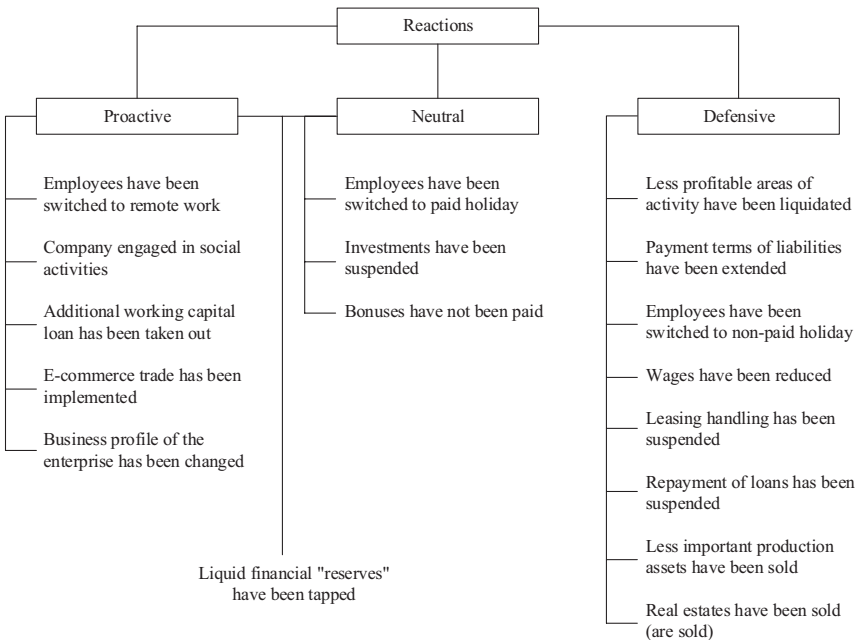 Reactions
Proactive
Neutral
Defensive
Employees have been
switched to remote work
Company engaged in social
activities
Additional working capital
loan has been taken out
E-commerce trade has been
implemented
Business profile of the
enterprise has been changed
Liquid financial "reserves"
have been tapped
Employees have been
switched to paid holiday
Investments have been
suspended
Bonuses have not been paid
Less profitable areas of
activity have been liquidated
Payment terms of liabilities
have been extended
Employees have been
switched to non-paid holiday
Wages have been reduced
Leasing handling has been
suspended
Repayment of loans has been
suspended
Less important production
assets have been sold
Real estates have been sold
(are sold)